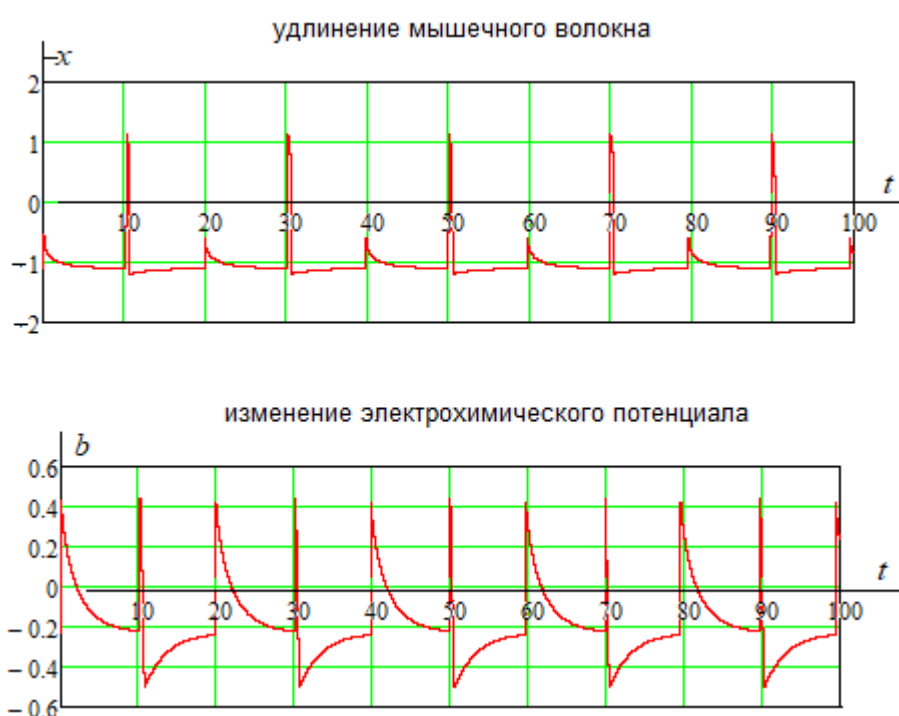 удлинение мышечного волокна
–x
2
1
0
10 20 30 40 50 60 70 80 90 100
t
–1
–2
изменение электрохимического потенциала
b
0.6
0.4
0.2
0
t
10 20 30 40 50 60 70 80 90 100
– 0.2
– 0.4
– 0.6